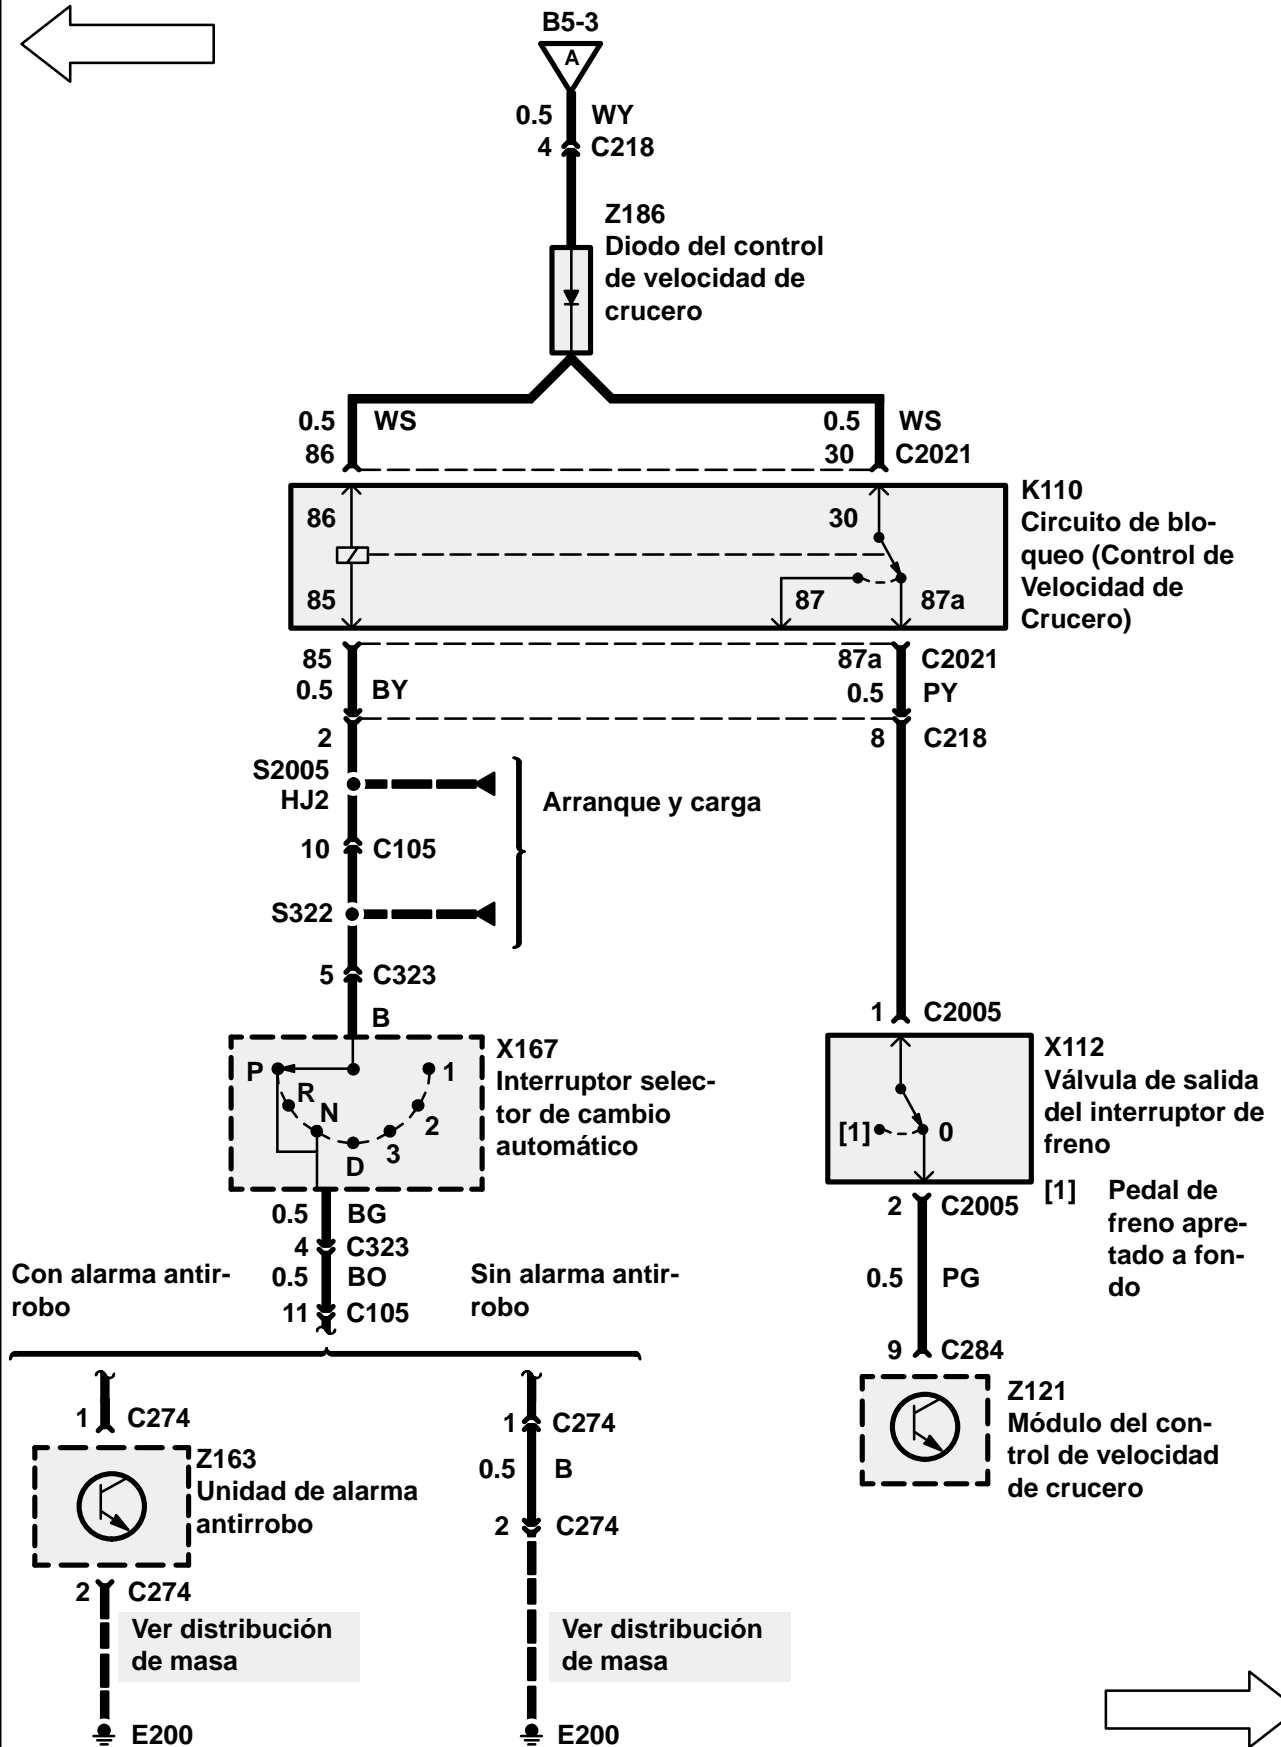 B5-3
A
0.5 WY
4 C218
Z186
Diodo del control
de velocidad de
crucero
0.5 WS
0.5 WS
86
30 C2021
K110
Circuito de blo-
queo (Control de
Velocidad de
Crucero)
86
30
85
87
87a
85
87a C2021
0.5 BY
0.5 PY
2
8 C218
S2005
HJ2
Arranque y carga
10 C105
S322
5 C323
B
1 C2005
X167
Interruptor selec-
tor de cambio
automático
P
R
N
D
3
2
1
X112
Válvula de salida
del interruptor de
freno
[1]
0
[1] Pedal de
freno apre-
tado a fon-
do
0.5 BG
4 C323
0.5 BO
11 C105
2 C2005
0.5 PG
9 C284
Con alarma antir-
robo
Sin alarma antir-
robo
Z121
Módulo del con-
trol de velocidad
de crucero
1 C274
1 C274
Z163
Unidad de alarma
antirrobo
0.5 B
2 C274
2 C274
Ver distribución
de masa
Ver distribución
de masa
E200
E200